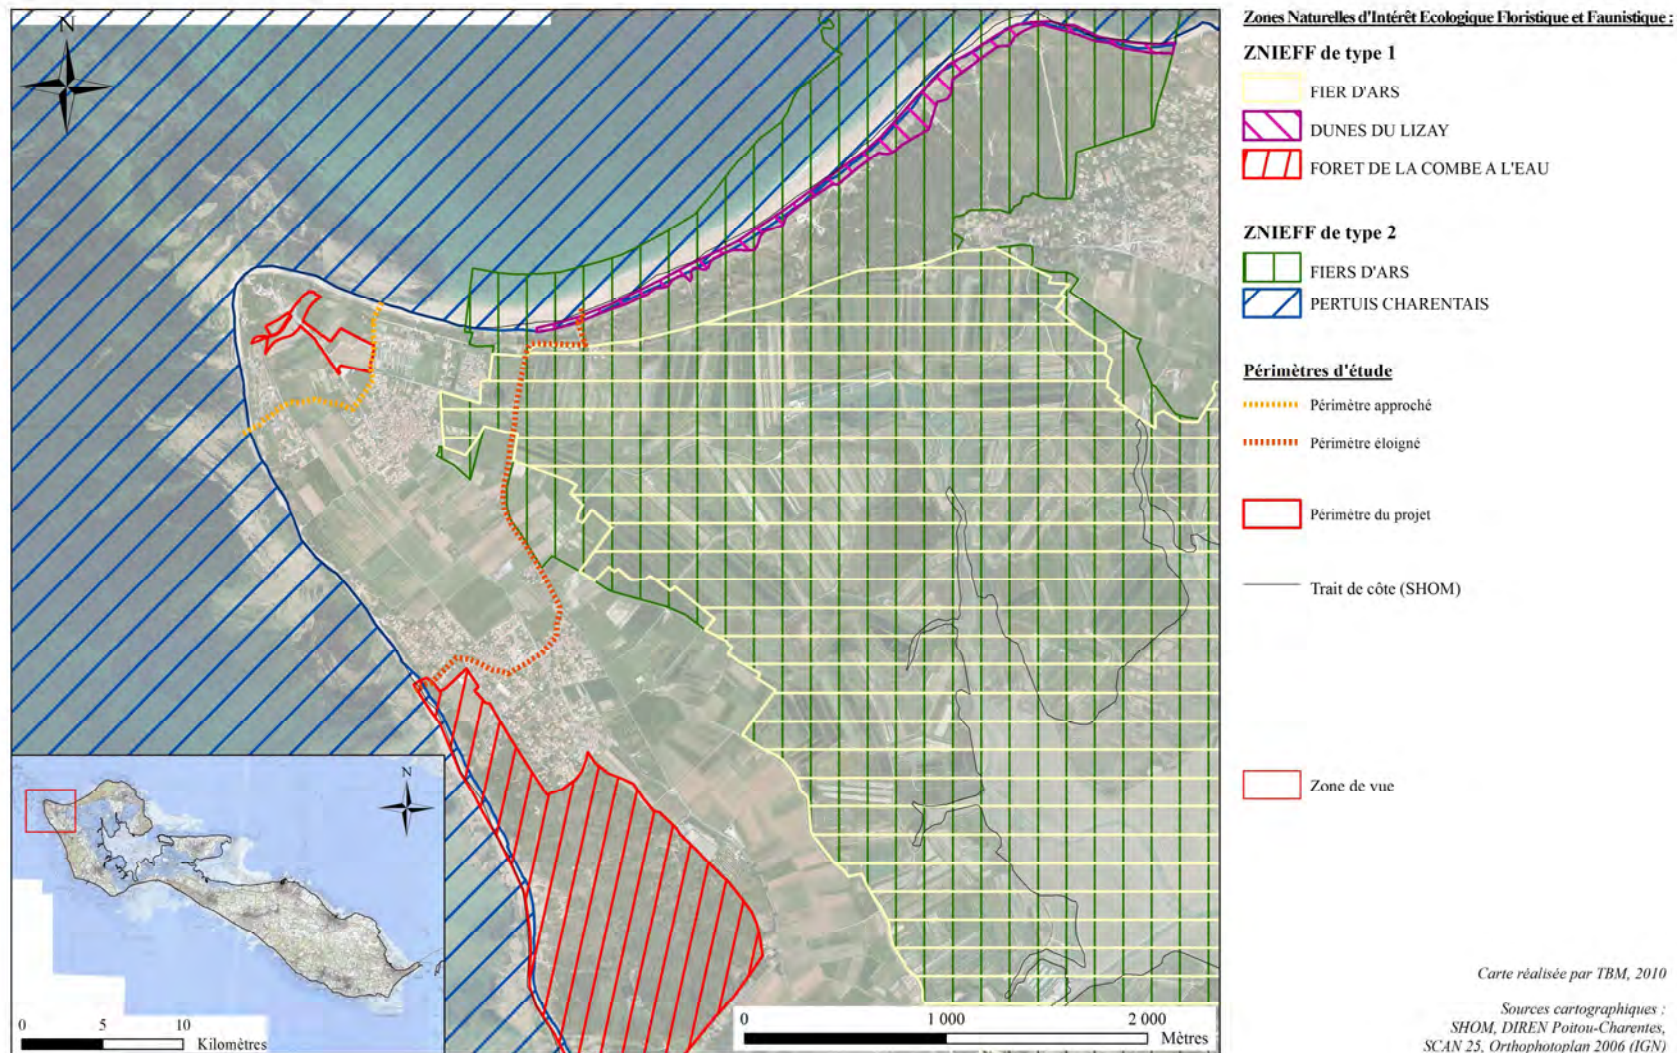 Zones Naturelles d'Intérêt Ecologique Floristique et Faunistique :
ZNIEFF de type 1
FIER D'ARS
DUNES DU LIZAY
FORET DE LA COMBE A L'EAU
ZNIEFF de type 2
FIERS D'ARS
PERTUIS CHARENTAIS
Périmètres d'étude
Périmètre approché
Périmètre éloigné
Périmètre du projet
Trait de côte (SHOM)
Zone de vue
N
N
0 5 10
Kilomètres
0 1 000 2 000
Mètres
Carte réalisée par TBM, 2010
Sources cartographiques :
SHOM, DIREN Poitou-Charentes,
SCAN 25, Orthophotoplan 2006 (IGN)